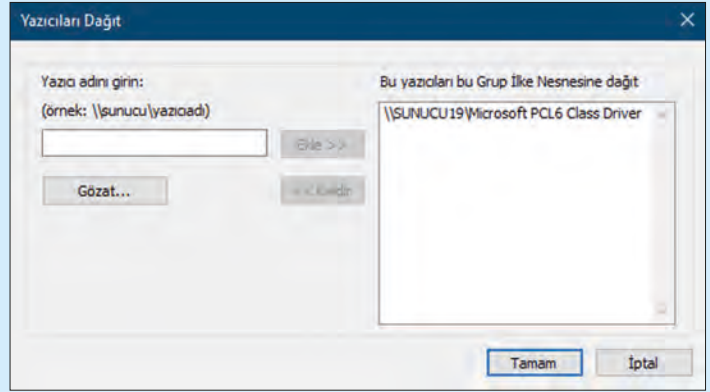 Yazıcıları Dağıt
Yazıcı adını girin:
(örnek: \\sunucu\yazıcıadı)
Ekle >>
Gözat...
<< Kaldır
Bu yazıcıları bu Grup İlke Nesnesine dağıt
\\SUNUCU19\Microsoft PCL6 Class Driver
Tamam
İptal